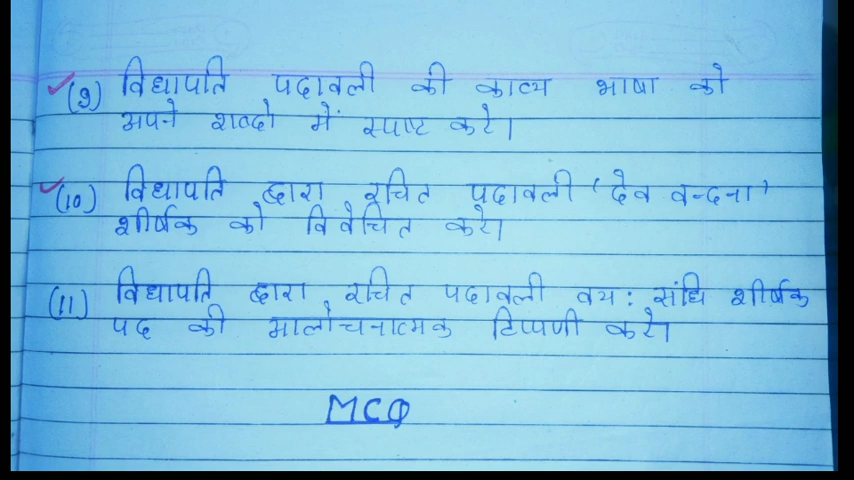 (9) विद्यापति पदावली की काव्य भाषा को
अपने शब्दो में स्पष्ट करे।
(10) विद्यापति द्वारा रचित पदावली 'देव वन्दना'
शीर्षक को विवेचित करे।
(11) विद्यापति द्वारा रचित पदावली वय: संधि शीर्षक
पद की आलोचनात्मक टिप्पणी करे।
MCQ